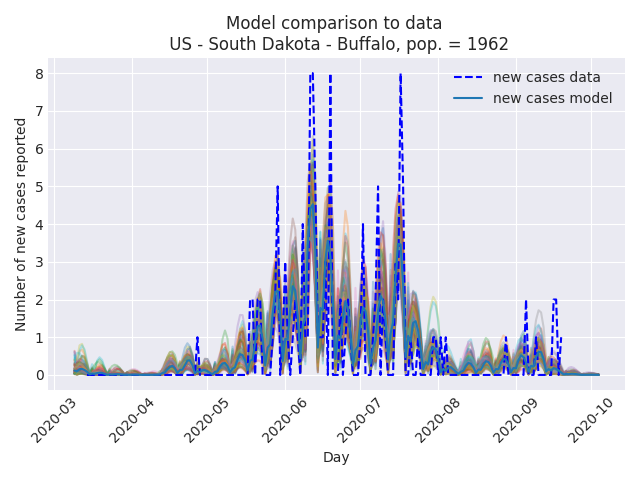 Model comparison to data
US - South Dakota - Buffalo, pop. = 1962
new cases data
new cases model
Number of new cases reported
8
7
6
5
4
3
2
1
0
2020-03
2020-04
2020-05
2020-06
2020-07
2020-08
2020-09
2020-10
Day